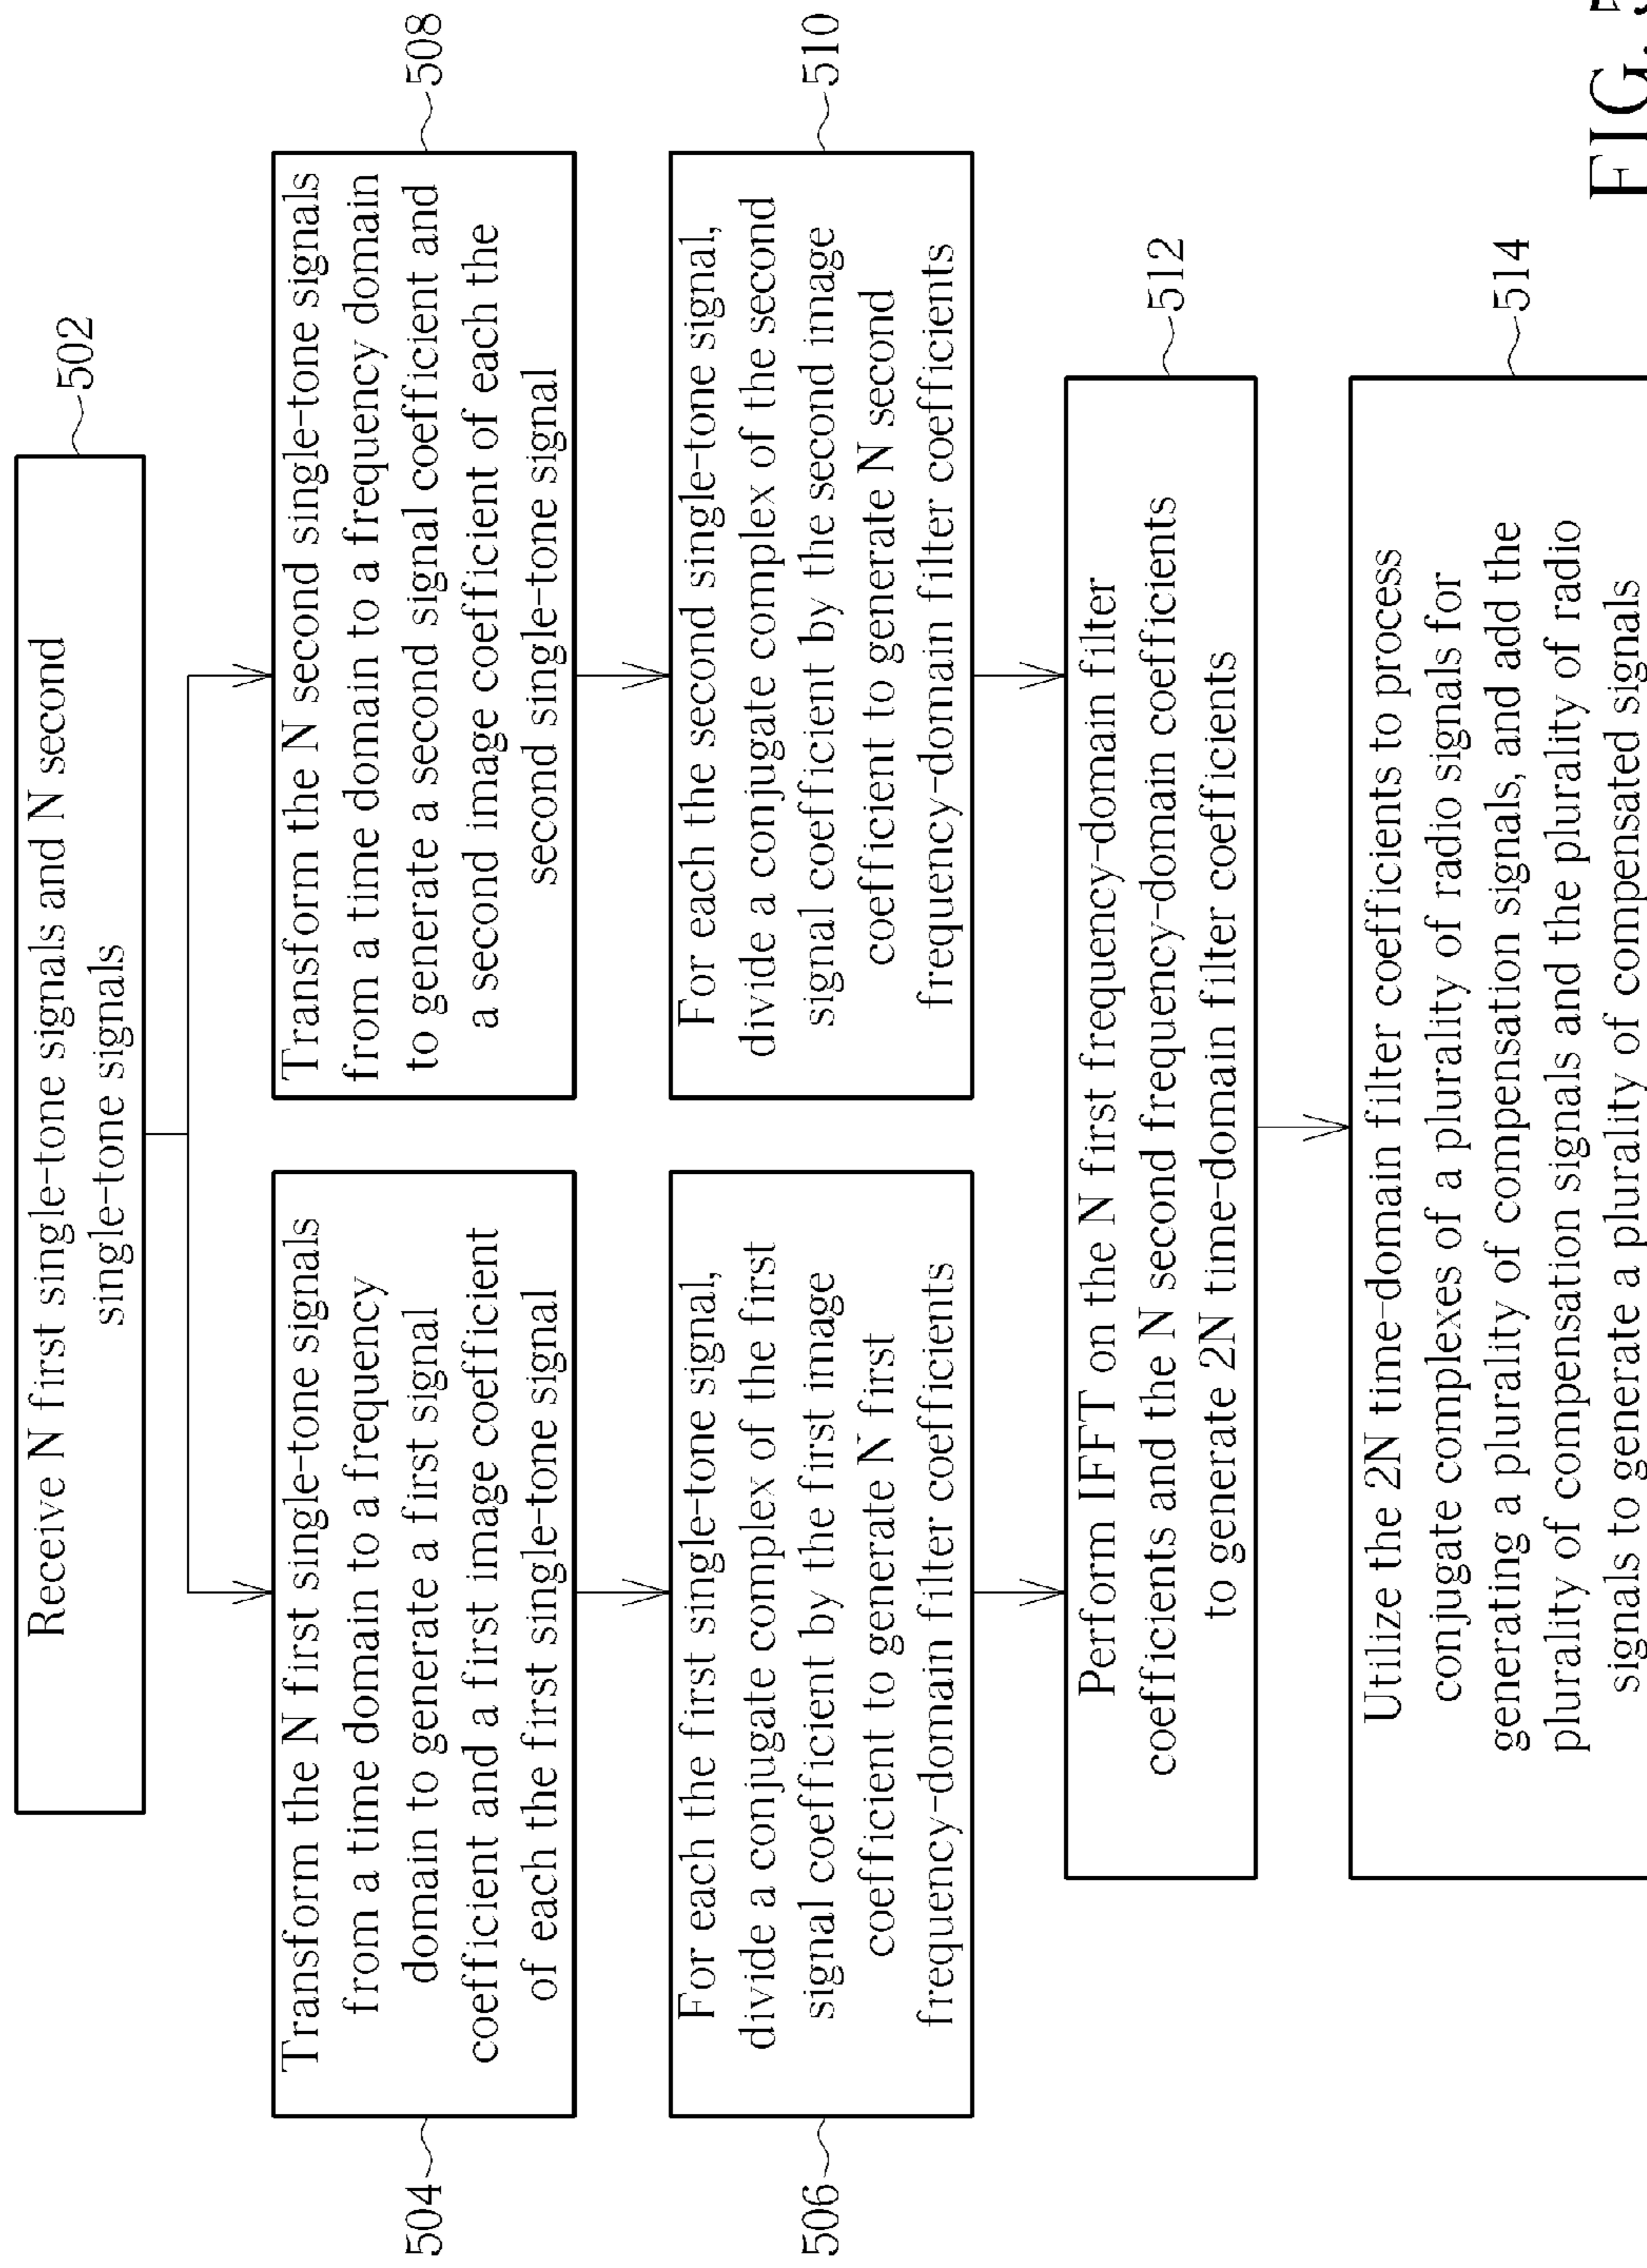 Receive N first single-tone signals and N second
single-tone signals
502
Transform the N first single-tone signals
from a time domain to a frequency
domain to generate a first signal
coefficient and a first image coefficient
of each the first single-tone signal
504
Transform the N second single-tone signals
from a time domain to a frequency domain
to generate a second signal coefficient and
a second image coefficient of each the
second single-tone signal
508
For each the first single-tone signal,
divide a conjugate complex of the first
signal coefficient by the first image
coefficient to generate N first
frequency-domain filter coefficients
506
For each the second single-tone signal,
divide a conjugate complex of the second
signal coefficient by the second image
coefficient to generate N second
frequency-domain filter coefficients
510
Perform IFFT on the N first frequency-domain filter
coefficients and the N second frequency-domain coefficients
to generate 2N time-domain filter coefficients
512
Utilize the 2N time-domain filter coefficients to process
conjugate complexes of a plurality of radio signals for
generating a plurality of compensation signals, and add the
plurality of compensation signals and the plurality of radio
signals to generate a plurality of compensated signals
514
FIG.